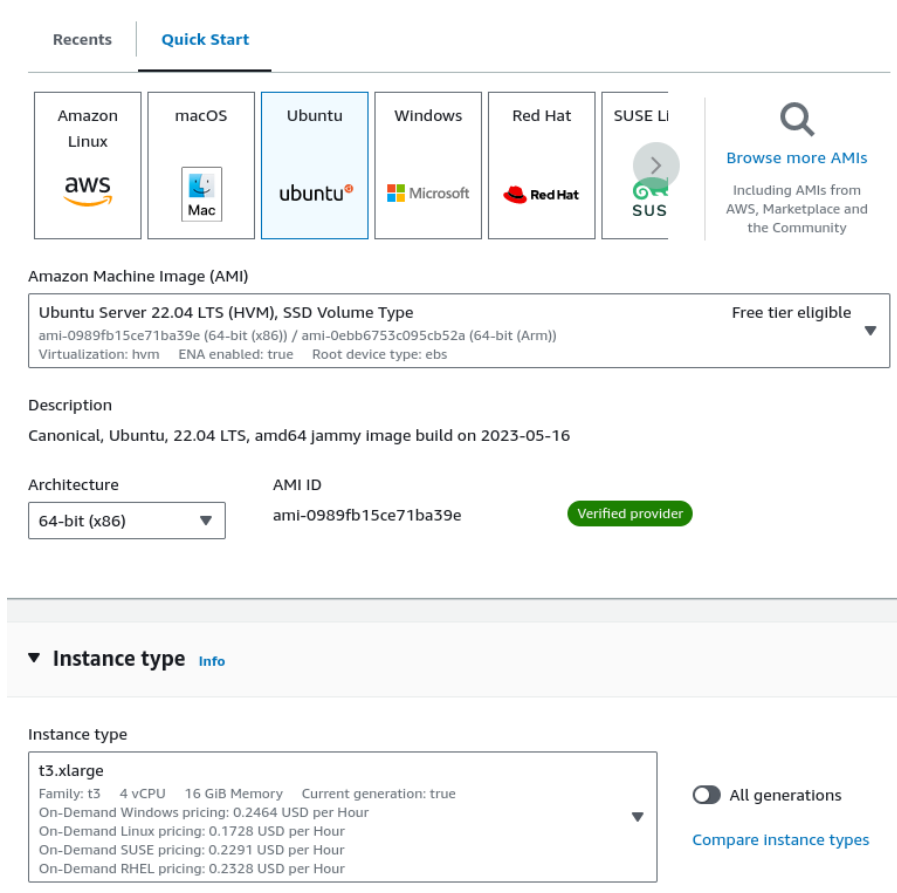 Recents
Quick Start
Amazon Linux
aws
macOS
Mac
Ubuntu
ubuntu
Windows
Microsoft
Red Hat
Red Hat
SUSE Li
SUS
Browse more AMIs
Including AMIs from
AWS, Marketplace and
the Community
Amazon Machine Image (AMI)
Ubuntu Server 22.04 LTS (HVM), SSD Volume Type
Free tier eligible
ami-0989fb15ce71ba39e (64-bit (x86)) / ami-0ebb6753c095cb52a (64-bit (Arm))
Virtualization: hvm ENA enabled: true Root device type: ebs
Description
Canonical, Ubuntu, 22.04 LTS, amd64 jammy image build on 2023-05-16
Architecture
64-bit (x86)
AMI ID
ami-0989fb15ce71ba39e
Verified provider
Instance type Info
Instance type
t3.xlarge
Family: t3 4 vCPU 16 GiB Memory Current generation: true
On-Demand Windows pricing: 0.2464 USD per Hour
On-Demand Linux pricing: 0.1728 USD per Hour
On-Demand SUSE pricing: 0.2291 USD per Hour
On-Demand RHEL pricing: 0.2328 USD per Hour
All generations
Compare instance types